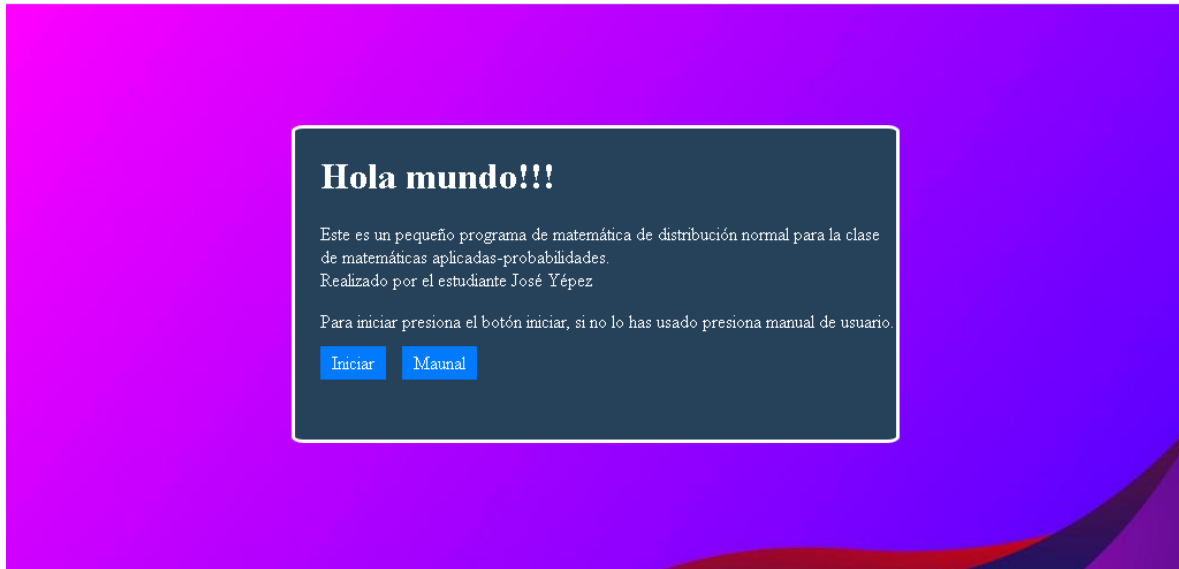 Hola mundo!!!
Este es un pequeño programa de matemática de distribución normal para la clase
de matemáticas aplicadas-probabilidades.
Realizado por el estudiante José Yépez
Para iniciar presiona el botón iniciar, si no lo has usado presiona manual de usuario.
Iniciar Maunal